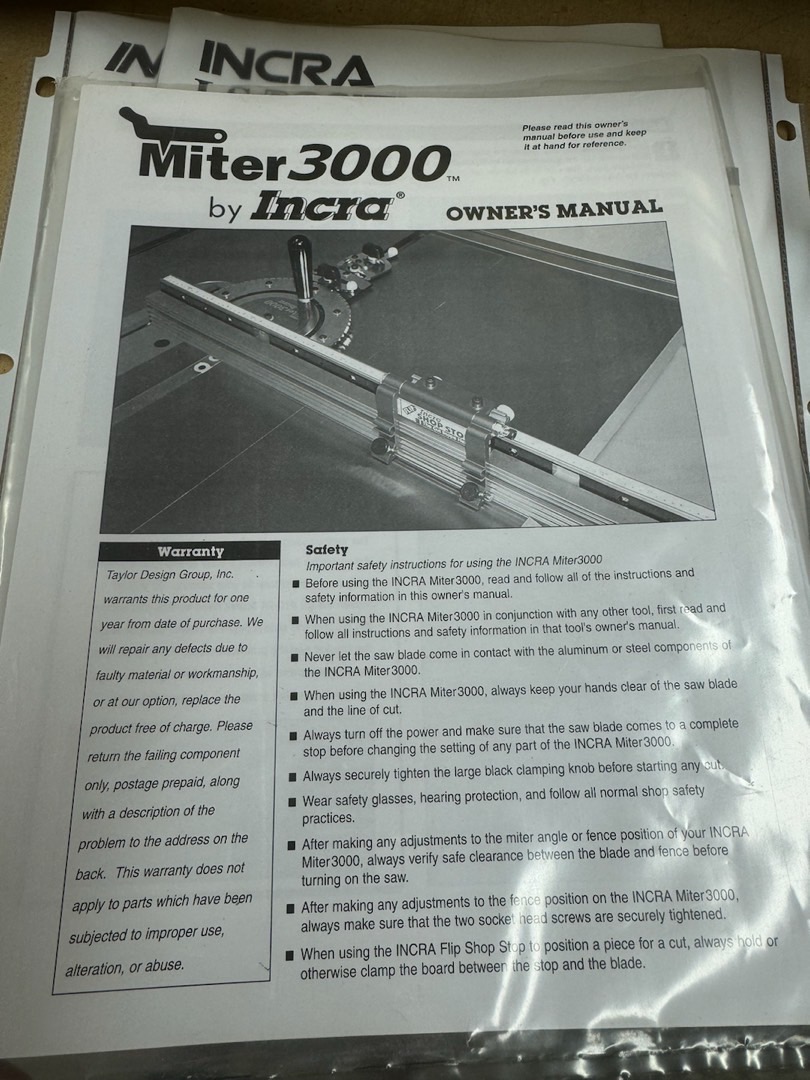 IN
INCRA
Please read this owner's
manual before use and keep
it at hand for reference.
Miter3000™
by Incra®
OWNER'S MANUAL
Incra
SHOP STO
Warranty
Taylor Design Group, Inc.
warrants this product for one
year from date of purchase. We
will repair any defects due to
faulty material or workmanship,
or at our option, replace the
product free of charge. Please
return the failing component
only, postage prepaid, along
with a description of the
problem to the address on the
back. This warranty does not
apply to parts which have been
subjected to improper use,
alteration, or abuse.
Safety
Important safety instructions for using the INCRA Miter3000
■ Before using the INCRA Miter3000, read and follow all of the instructions and
safety information in this owner's manual.
■ When using the INCRA Miter3000 in conjunction with any other tool, first read and
follow all instructions and safety information in that tool's owner's manual.
■ Never let the saw blade come in contact with the aluminum or steel components of
the INCRA Miter3000.
■ When using the INCRA Miter3000, always keep your hands clear of the saw blade
and the line of cut.
■ Always turn off the power and make sure that the saw blade comes to a complete
stop before changing the setting of any part of the INCRA Miter3000.
■ Always securely tighten the large black clamping knob before starting any cut.
■ Wear safety glasses, hearing protection, and follow all normal shop safety
practices.
■ After making any adjustments to the miter angle or fence position of your INCRA
Miter3000, always verify safe clearance between the blade and fence before
turning on the saw.
■ After making any adjustments to the fence position on the INCRA Miter3000,
always make sure that the two socket head screws are securely tightened.
■ When using the INCRA Flip Shop Stop to position a piece for a cut, always hold or
otherwise clamp the board between the stop and the blade.